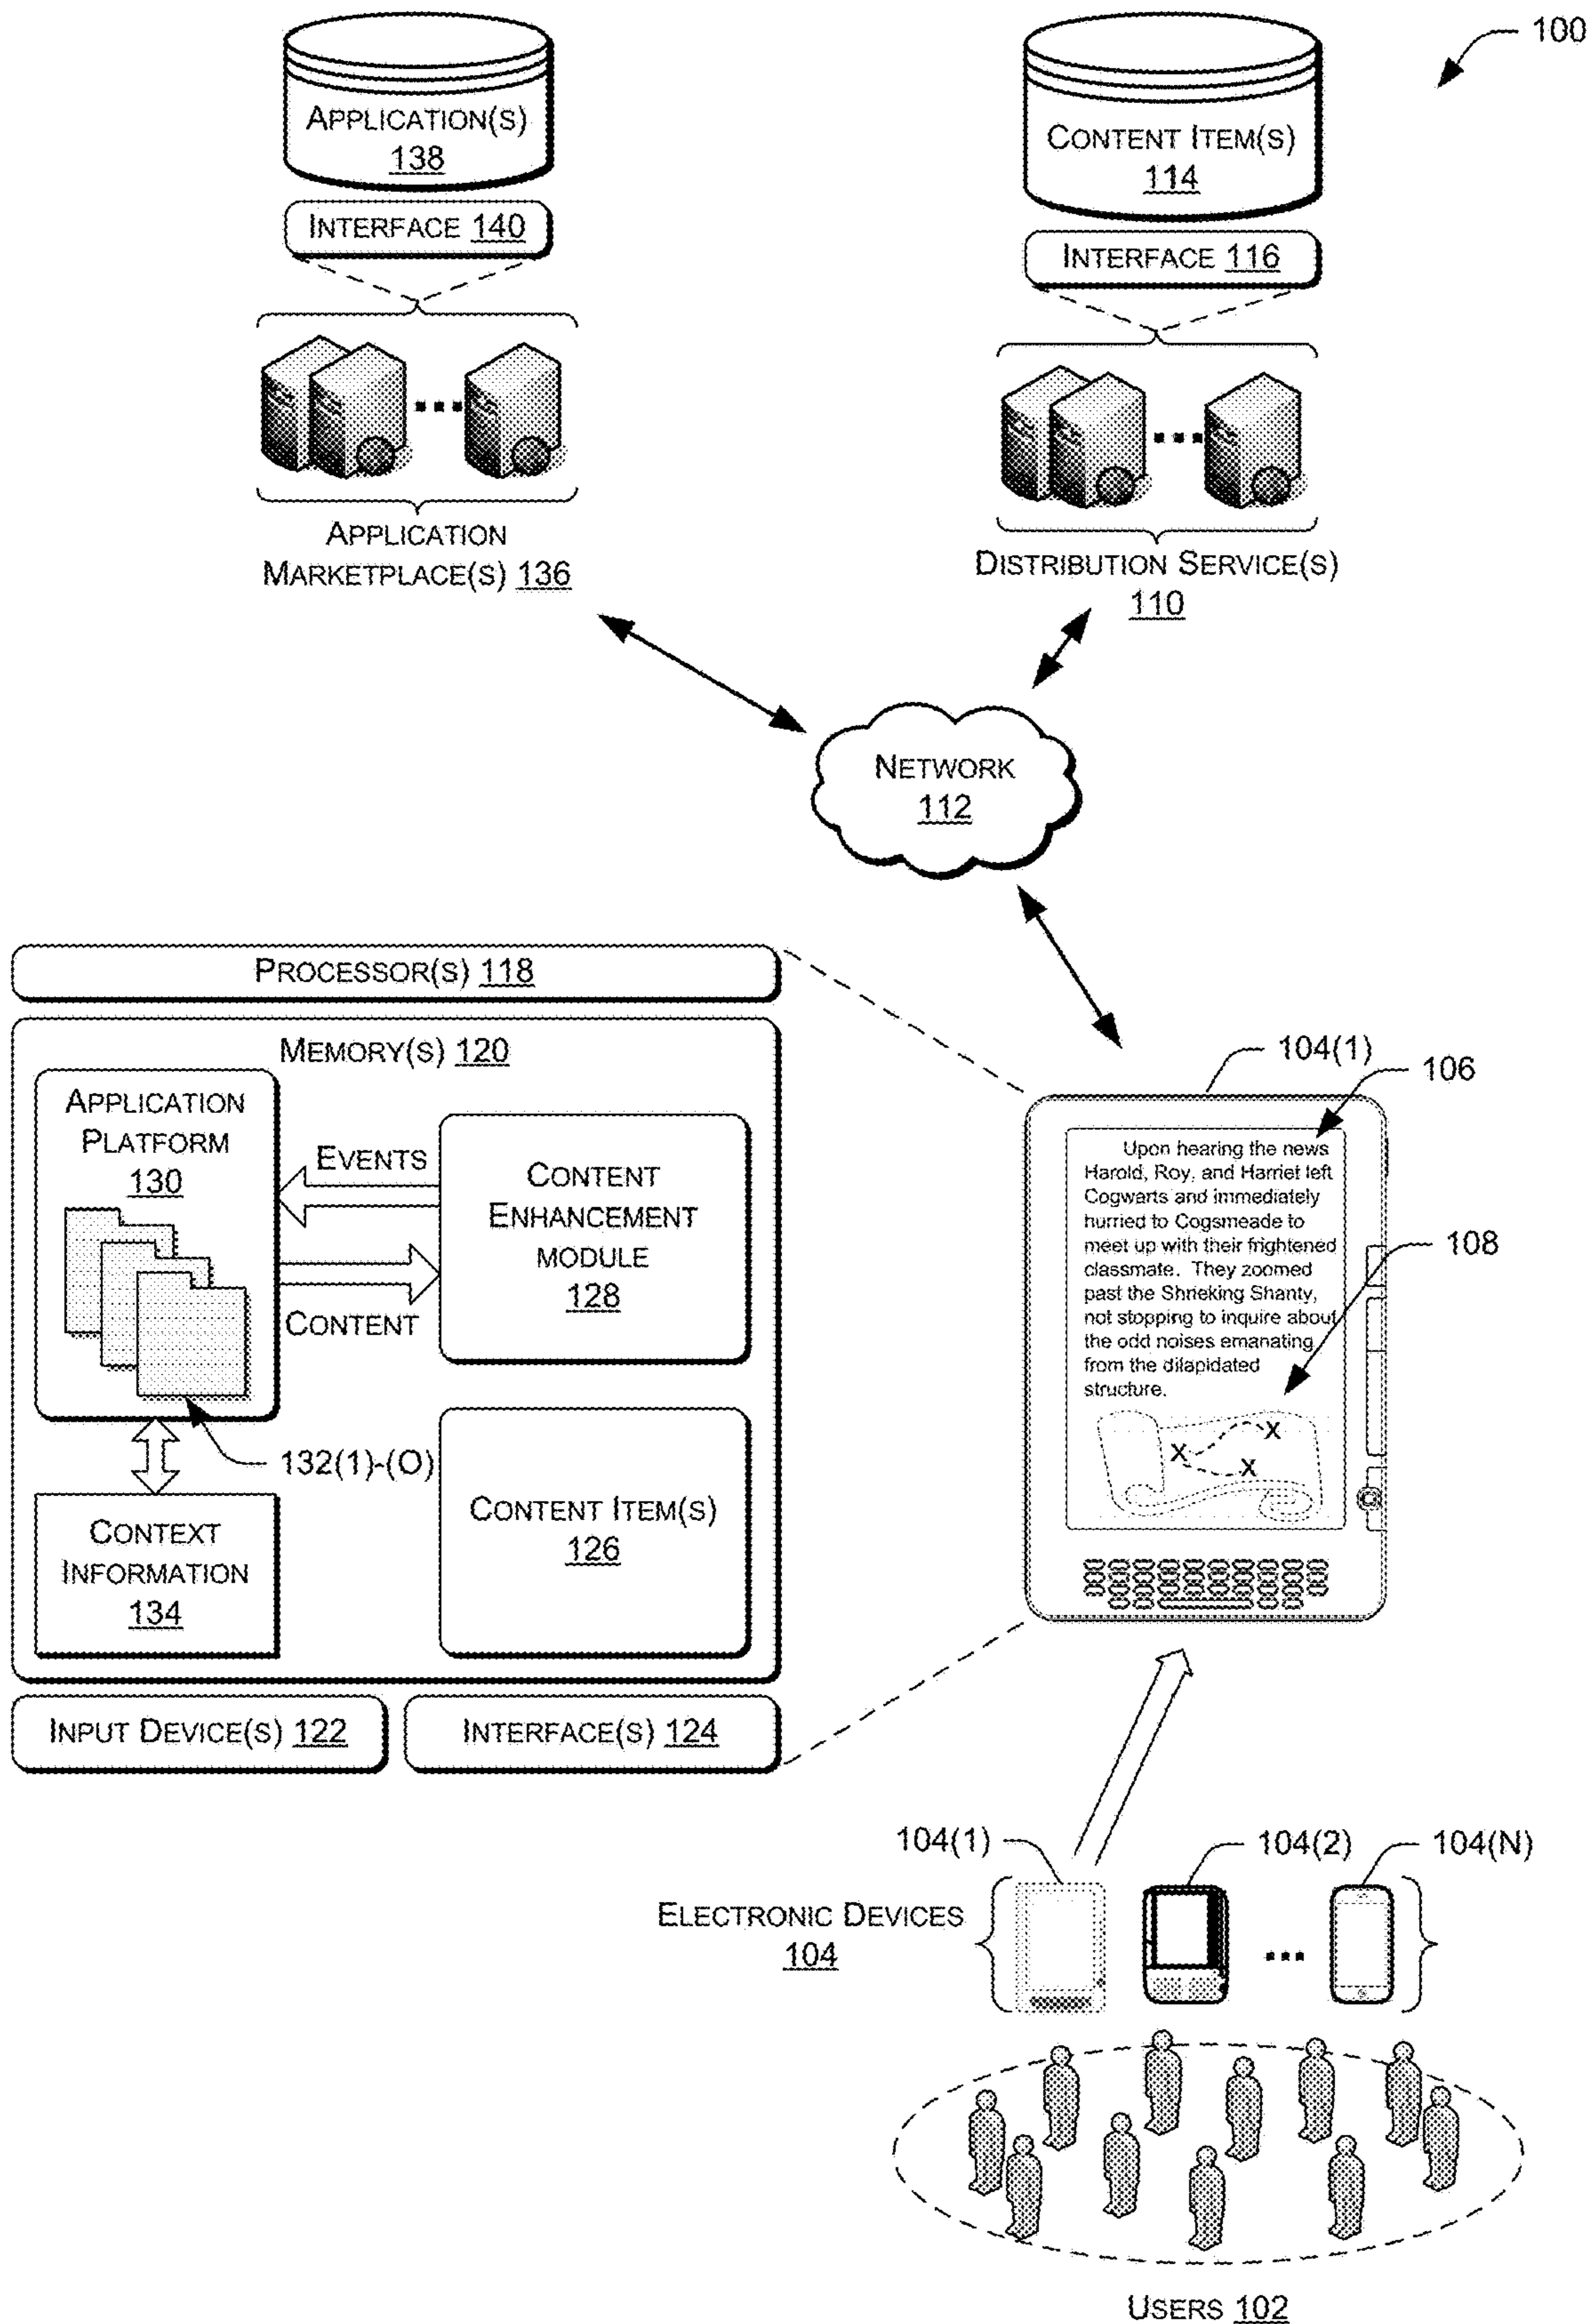 100
APPLICATION(S)
138
INTERFACE 140
APPLICATION
MARKETPLACE(S) 136
CONTENT ITEM(S)
114
INTERFACE 116
DISTRIBUTION SERVICE(S)
110
NETWORK
112
PROCESSOR(S) 118
MEMORY(S) 120
APPLICATION
PLATFORM
130
EVENTS
CONTENT
CONTENT
ENHANCEMENT
MODULE
128
132(1)-(O)
CONTEXT
INFORMATION
134
CONTENT ITEM(S)
126
INPUT DEVICE(S) 122
INTERFACE(S) 124
104(1)
106
Upon hearing the news
Harold, Roy, and Harriet left
Cogwarts and immediately
hurried to Cogsmeade to
meet up with their frightened
classmate. They zoomed
past the Shrieking Shanty,
not stopping to inquire about
the odd noises emanating
from the dilapidated
structure.
108
X
X
X
104(1)
104(2)
104(N)
ELECTRONIC DEVICES
104
...
USERS 102